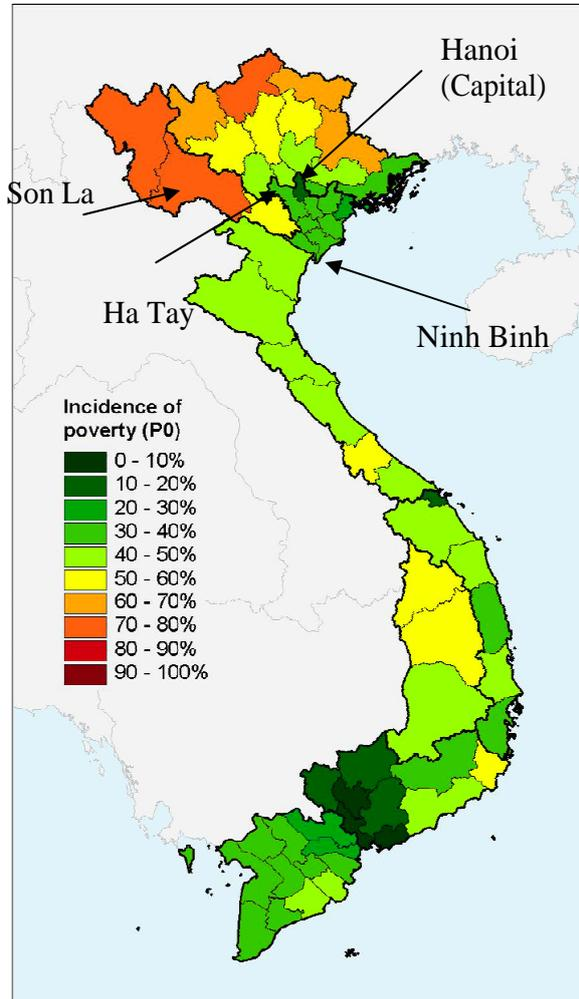 Hanoi
(Capital)
Son La
Ha Tay
Ninh Binh
Incidence of
poverty (P0)
0 - 10%
10 - 20%
20 - 30%
30 - 40%
40 - 50%
50 - 60%
60 - 70%
70 - 80%
80 - 90%
90 - 100%